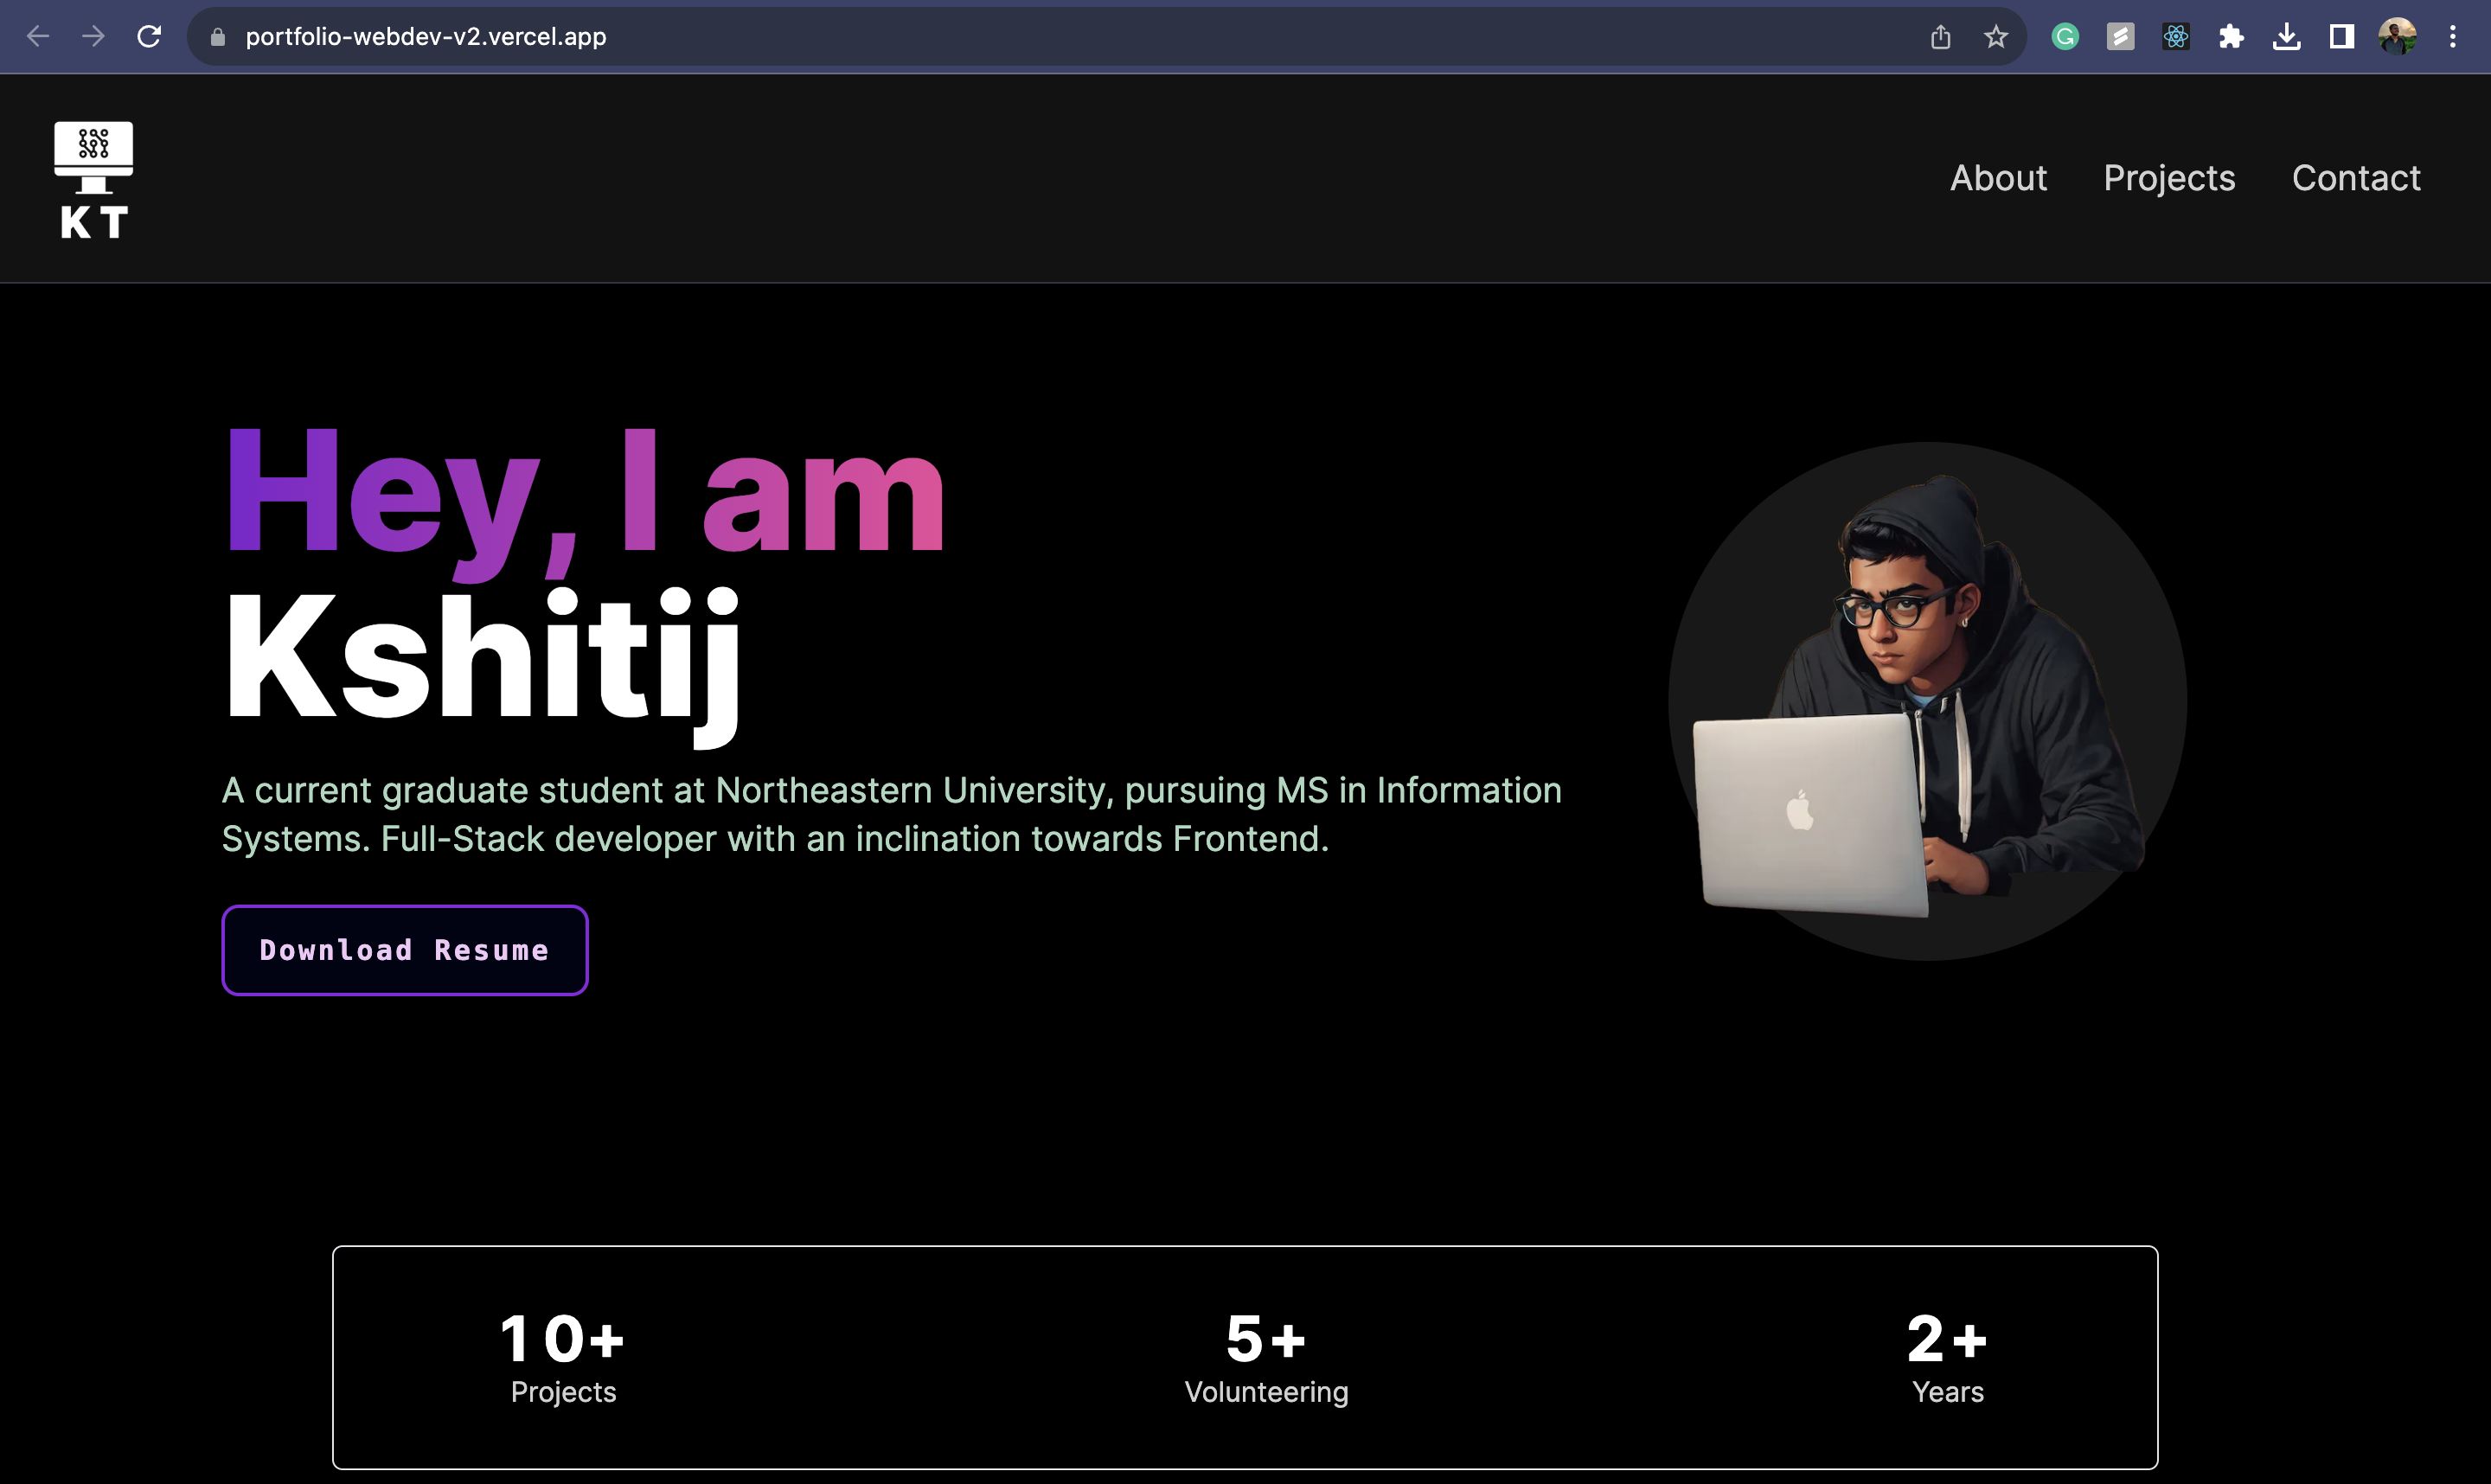 portfolio-webdev-v2.vercel.app
KT
About Projects Contact
Hey, I am
Kshitij
A current graduate student at Northeastern University, pursuing MS in Information
Systems. Full-Stack developer with an inclination towards Frontend.
Download Resume
10+ 5+ 2+
Projects Volunteering Years